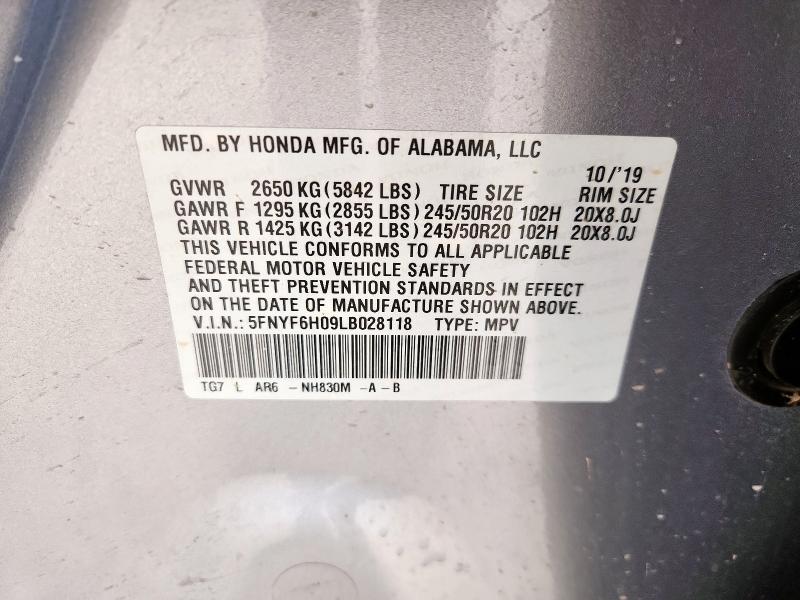 MFD. BY HONDA MFG. OF ALABAMA, LLC
10/'19
GVWR 2650 KG(5842 LBS) TIRE SIZE RIM SIZE
GAWR F 1295 KG(2855 LBS) 245/50R20 102H 20X8.0J
GAWR R 1425 KG(3142 LBS) 245/50R20 102H 20X8.0J
THIS VEHICLE CONFORMS TO ALL APPLICABLE
FEDERAL MOTOR VEHICLE SAFETY
AND THEFT PREVENTION STANDARDS IN EFFECT
ON THE DATE OF MANUFACTURE SHOWN ABOVE.
V.I.N.: 5FNYF6H09LB028118 TYPE: MPV
TG7 L AR6 - NH830M -A-B